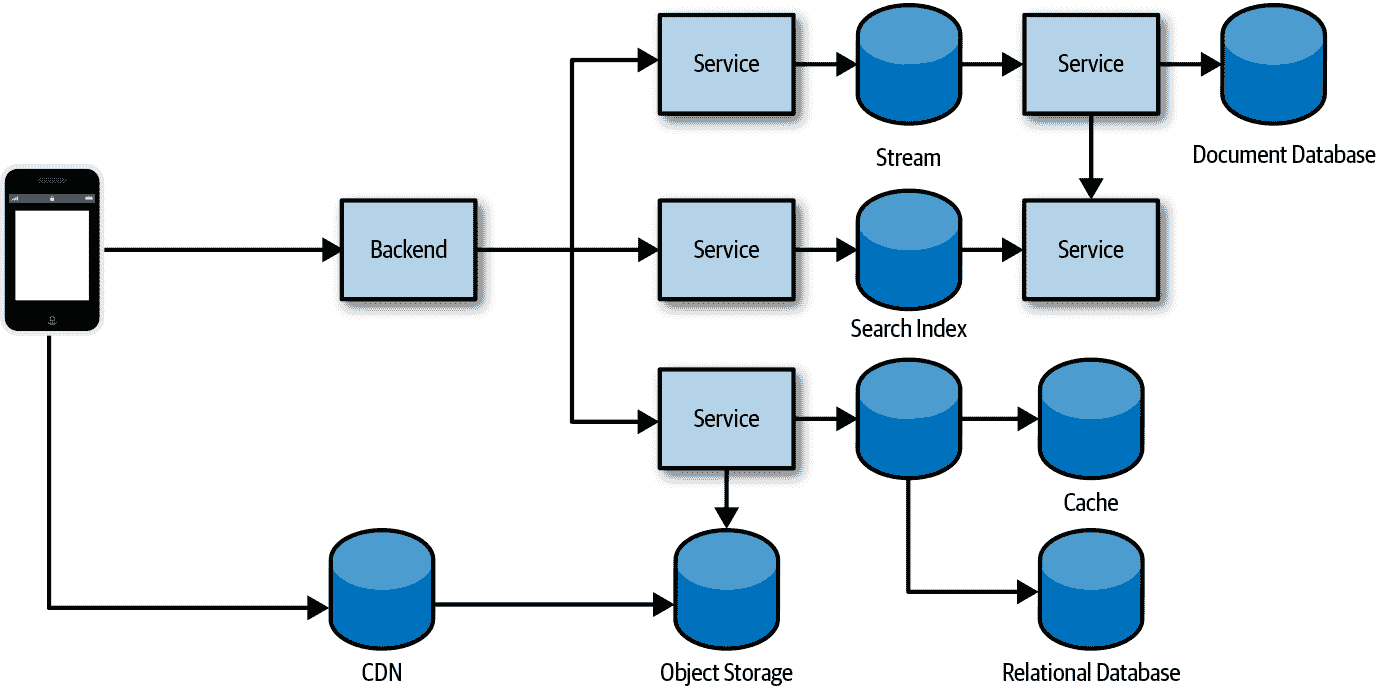 Service
Service
Stream
Document Database
Backend
Service
Service
Search Index
Service
Cache
CDN
Object Storage
Relational Database